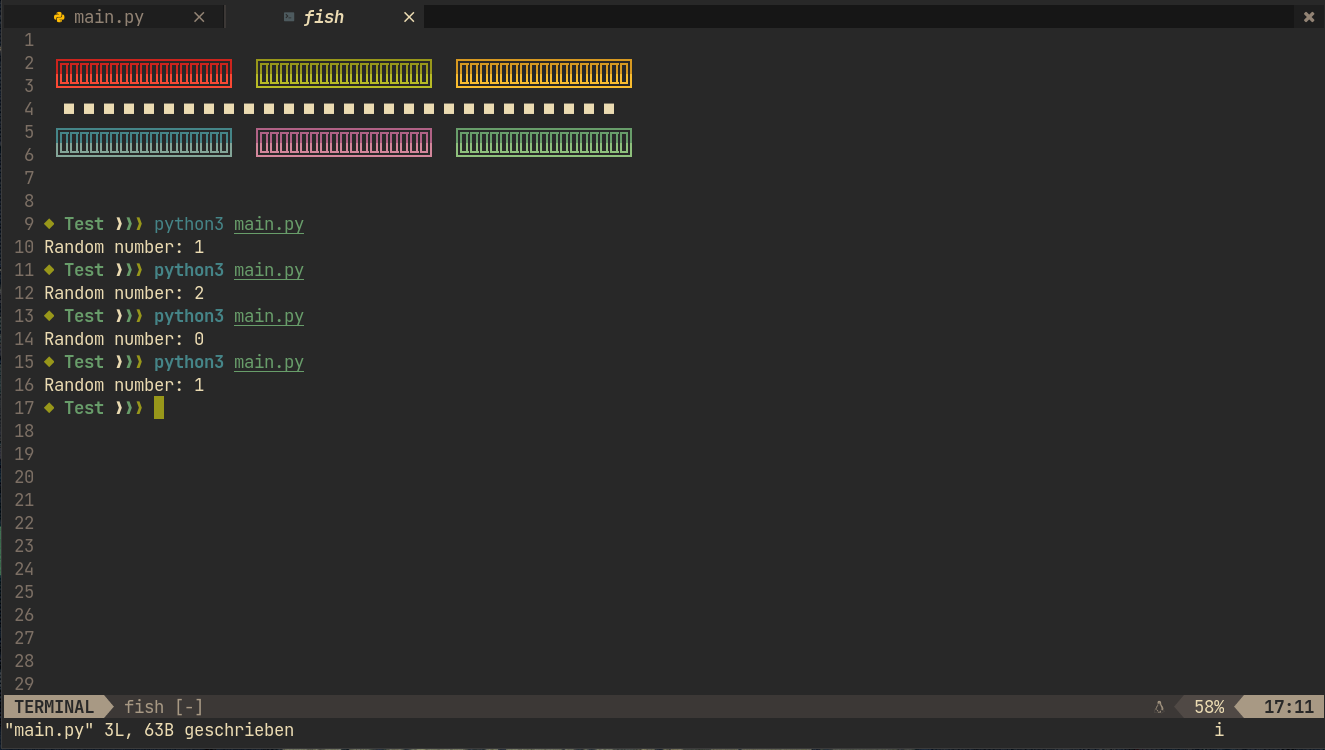 main.py × fish × ✖
1
2
3
4 ■ ■ ■ ■ ■ ■ ■ ■ ■ ■ ■ ■ ■ ■ ■ ■ ■ ■ ■ ■ ■ ■ ■ ■ ■ ■ ■ ■
5
6
7
8
9 ◆ Test ❯❯❯ python3 main.py
10 Random number: 1
11 ◆ Test ❯❯❯ python3 main.py
12 Random number: 2
13 ◆ Test ❯❯❯ python3 main.py
14 Random number: 0
15 ◆ Test ❯❯❯ python3 main.py
16 Random number: 1
17 ◆ Test ❯❯❯
18
19
20
21
22
23
24
25
26
27
28
29
TERMINAL fish [-] 58% 17:11
"main.py" 3L, 63B geschrieben i